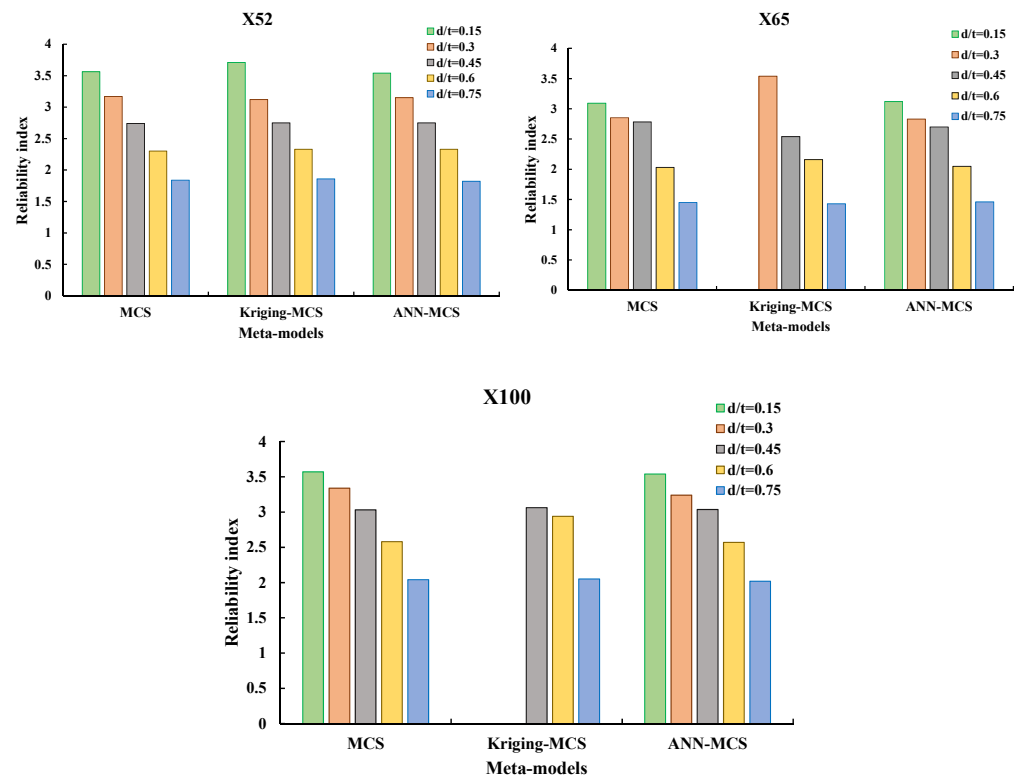 X52
d/t=0.15
d/t=0.3
d/t=0.45
d/t=0.6
d/t=0.75
4
3.5
3
2.5
2
1.5
1
0.5
0
Reliability index
MCS Kriging-MCS ANN-MCS
Meta-models
X65
d/t=0.15
d/t=0.3
d/t=0.45
d/t=0.6
d/t=0.75
4
3.5
3
2.5
2
1.5
1
0.5
0
Reliability index
MCS Kriging-MCS ANN-MCS
Meta-models
X100
d/t=0.15
d/t=0.3
d/t=0.45
d/t=0.6
d/t=0.75
4
3.5
3
2.5
2
1.5
1
0.5
0
Reliability index
MCS Kriging-MCS ANN-MCS
Meta-models